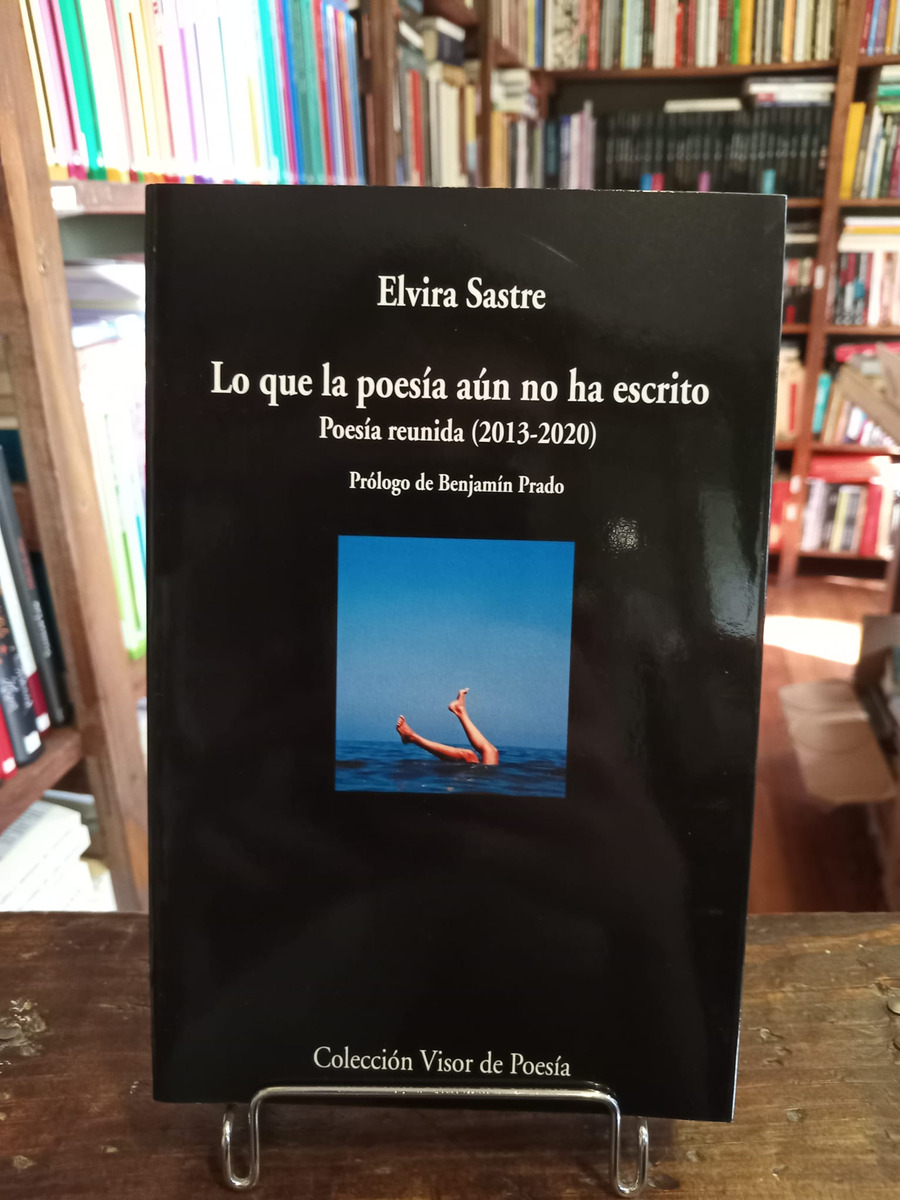 Elvira Sastre
Lo que la poesía aún no ha escrito
Poesía reunida (2013-2020)
Prólogo de Benjamín Prado
Colección Visor de Poesía